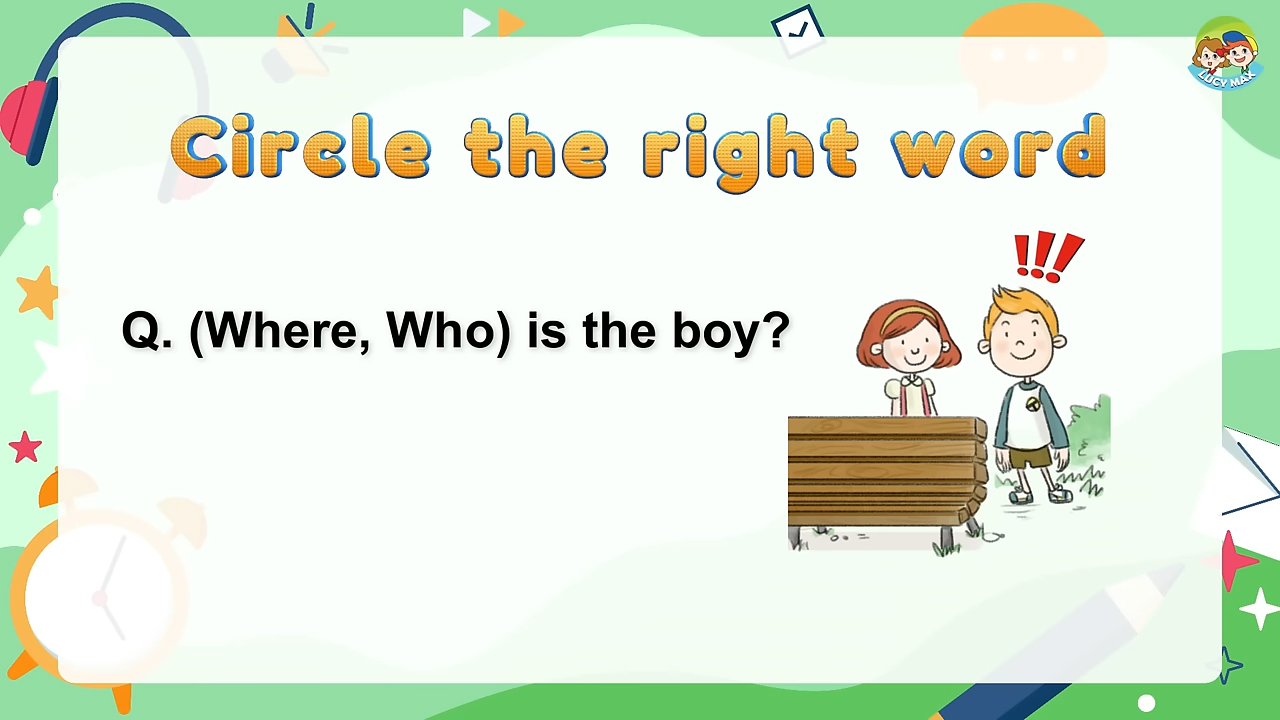 LUCY MAX
Circle the right word
!!!
Q. (Where, Who) is the boy?